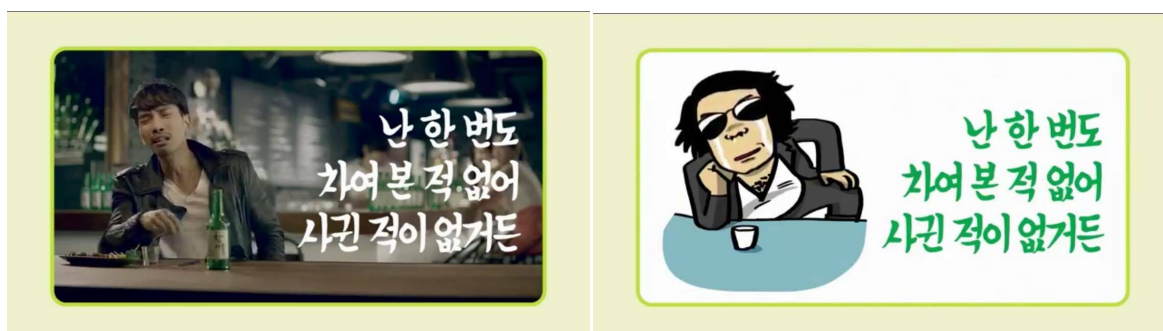 난 한 번도
차여 본 적 없어
사귄 적이 없거든
난 한 번도
차여 본 적 없어
사귄 적이 없거든